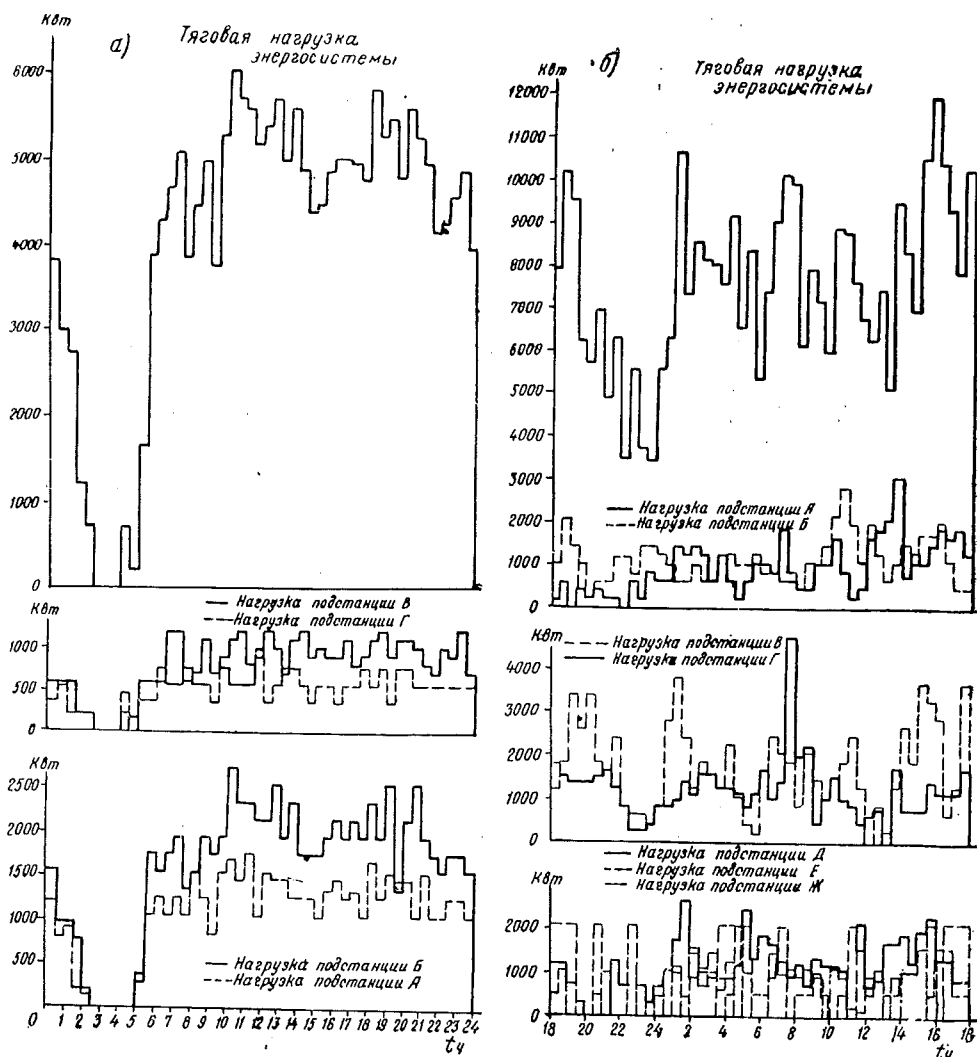 Квт
а)
Тяговая нагрузка
энергосистемы
6000
5000
4000
3000
2000
1000
0
Квт
Нагрузка подстанции В
Нагрузка подстанции Г
1000
500
0
Квт
2500
2000
1500
1000
500
0
Нагрузка подстанции Б
Нагрузка подстанции А
1 2 3 4 5 6 7 8 9 10 11 12 13 14 15 16 17 18 19 20 21 22 23 24
tч
Квт
б)
Тяговая нагрузка
энергосистемы
12000
11000
10000
9000
8000
7000
6000
5000
4000
3000
2000
1000
0
Нагрузка подстанции А
Нагрузка подстанции Б
Квт
Нагрузка подстанции В
Нагрузка подстанции Г
4000
3000
2000
1000
0
Нагрузка подстанции Д
Нагрузка подстанции Е
Нагрузка подстанции Ж
Квт
2000
1000
0
18 20 22 24 2 4 6 8 10 12 14 16 18
tч